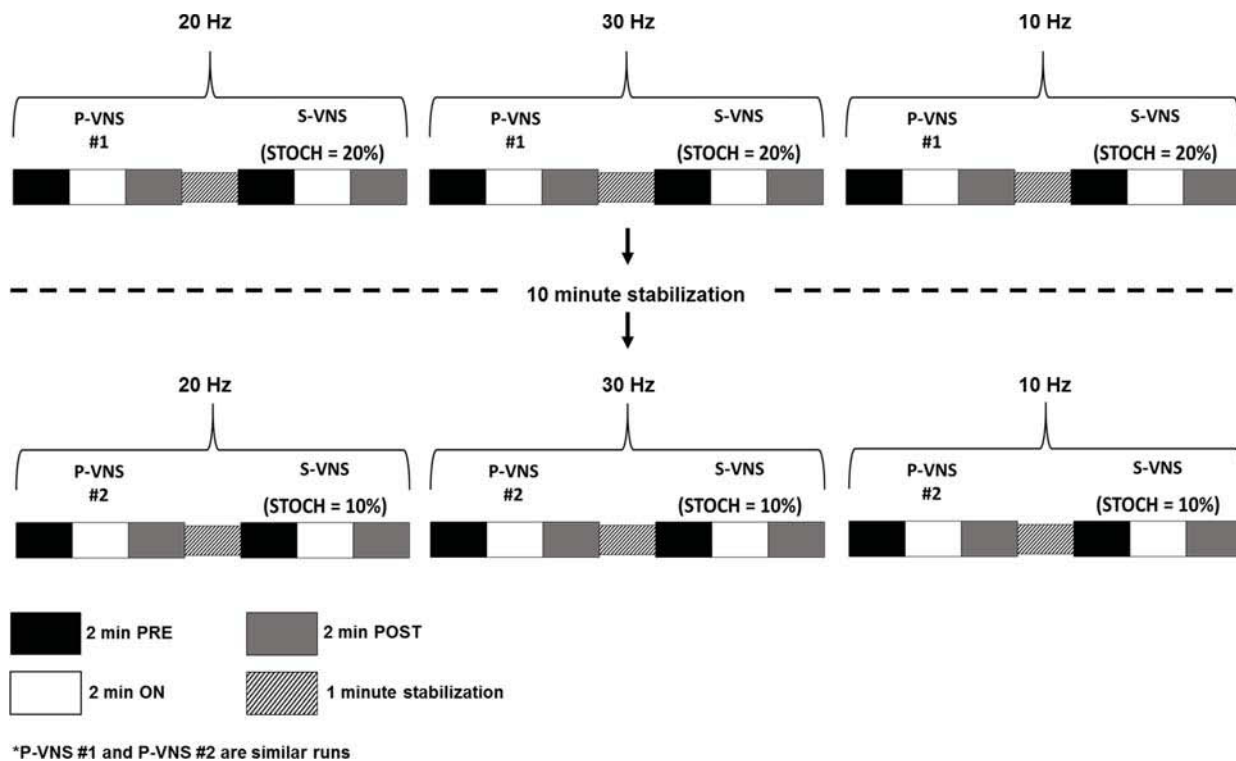 20 Hz
30 Hz
10 Hz
P-VNS
#1
S-VNS
(STOCH = 20%)
P-VNS
#1
S-VNS
(STOCH = 20%)
P-VNS
#1
S-VNS
(STOCH = 20%)
10 minute stabilization
20 Hz
30 Hz
10 Hz
P-VNS
#2
S-VNS
(STOCH = 10%)
P-VNS
#2
S-VNS
(STOCH = 10%)
P-VNS
#2
S-VNS
(STOCH = 10%)
2 min PRE
2 min POST
2 min ON
1 minute stabilization
*P-VNS #1 and P-VNS #2 are similar runs